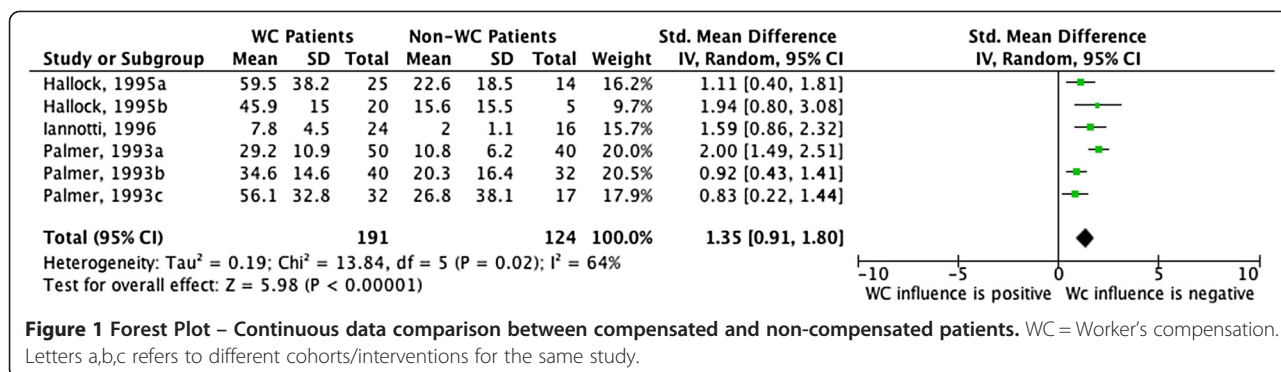 WC Patients Non-WC Patients Std. Mean Difference Std. Mean Difference
Study or Subgroup Mean SD Total Mean SD Total Weight IV, Random, 95% CI IV, Random, 95% CI
Hallock, 1995a 59.5 38.2 25 22.6 18.5 14 16.2% 1.11 [0.40, 1.81]
Hallock, 1995b 45.9 15 20 15.6 15.5 5 9.7% 1.94 [0.80, 3.08]
Iannotti, 1996 7.8 4.5 24 2 1.1 16 15.7% 1.59 [0.86, 2.32]
Palmer, 1993a 29.2 10.9 50 10.8 6.2 40 20.0% 2.00 [1.49, 2.51]
Palmer, 1993b 34.6 14.6 40 20.3 16.4 32 20.5% 0.92 [0.43, 1.41]
Palmer, 1993c 56.1 32.8 32 26.8 38.1 17 17.9% 0.83 [0.22, 1.44]
Total (95% CI) 191 124 100.0% 1.35 [0.91, 1.80]
Heterogeneity: Tau² = 0.19; Chi² = 13.84, df = 5 (P = 0.02); I² = 64%
Test for overall effect: Z = 5.98 (P < 0.00001)
-10 -5 0 5 10
WC influence is positive Wc influence is negative
Figure 1 Forest Plot – Continuous data comparison between compensated and non-compensated patients. WC = Worker's compensation.
Letters a,b,c refers to different cohorts/interventions for the same study.